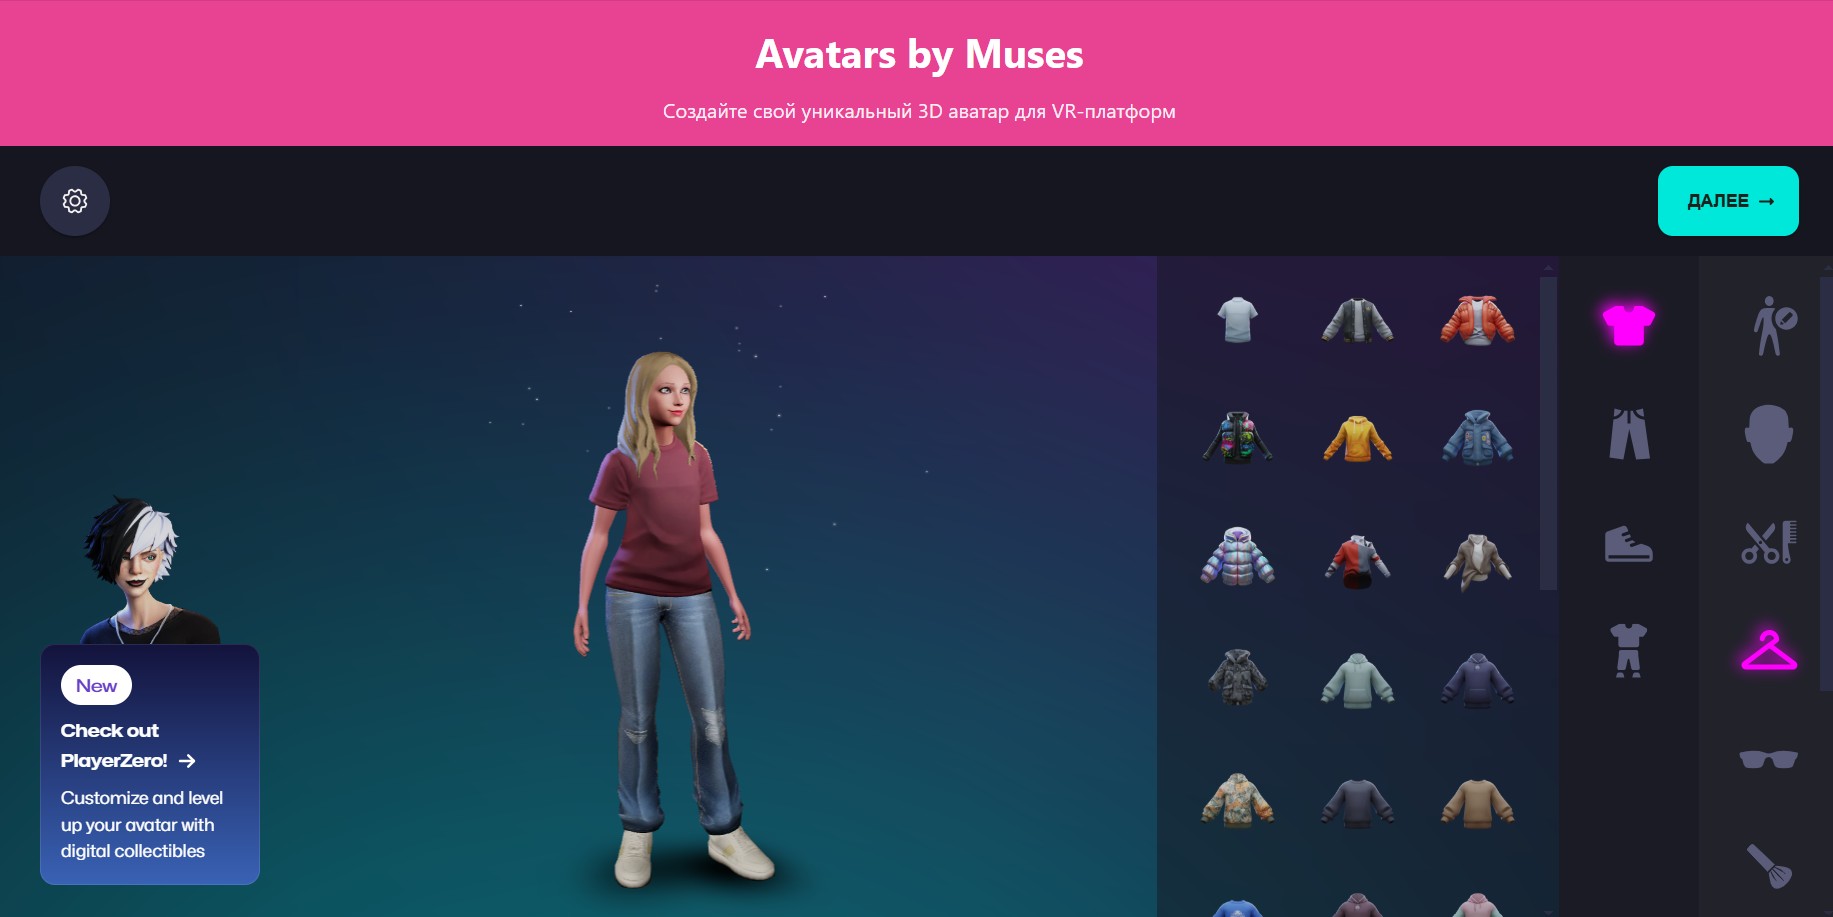 Avatars by Muses
Создайте свой уникальный 3D аватар для VR-платформ
ДАЛЕЕ →
New
Check out
PlayerZero! →
Customize and level
up your avatar with
digital collectibles